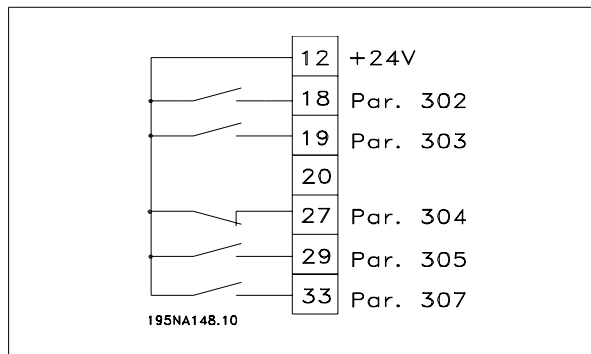 12 +24V
18 Par. 302
19 Par. 303
20
27 Par. 304
29 Par. 305
33 Par. 307
195NA148.10